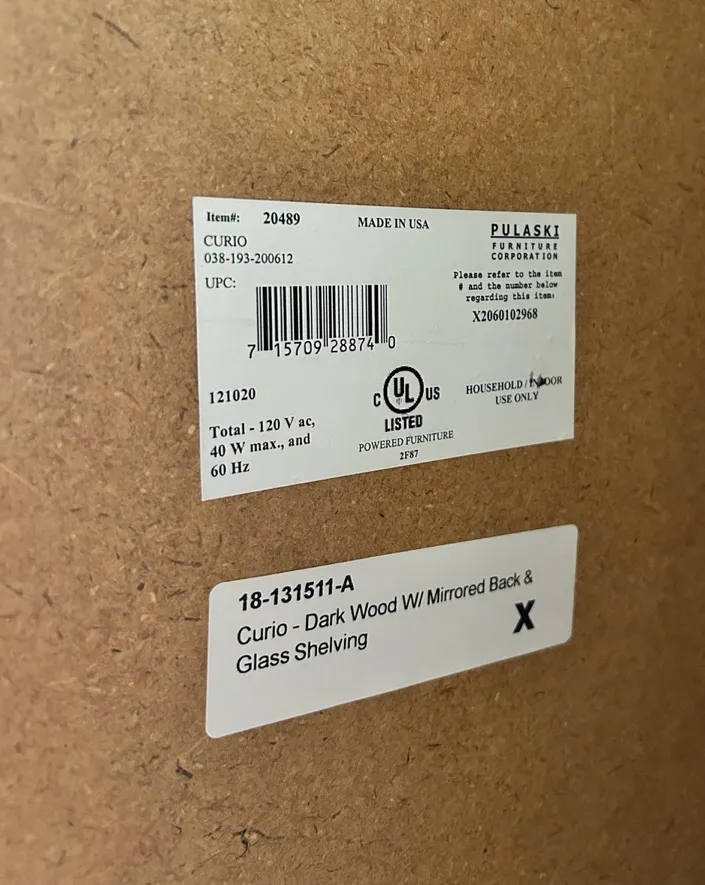 Item#: 20489
MADE IN USA
PULASKI
FURNITURE
CORPORATION
CURIO
038-193-200612
Please refer to the item
# and the number below
regarding this item:
X2060102968
UPC:
7 15709 28874 0
121020
Total - 120 V ac,
40 W max., and
60 Hz
C UL US
LISTED
POWERED FURNITURE
2F87
HOUSEHOLD / INDOOR
USE ONLY
18-131511-A
Curio - Dark Wood W/ Mirrored Back &
Glass Shelving
X